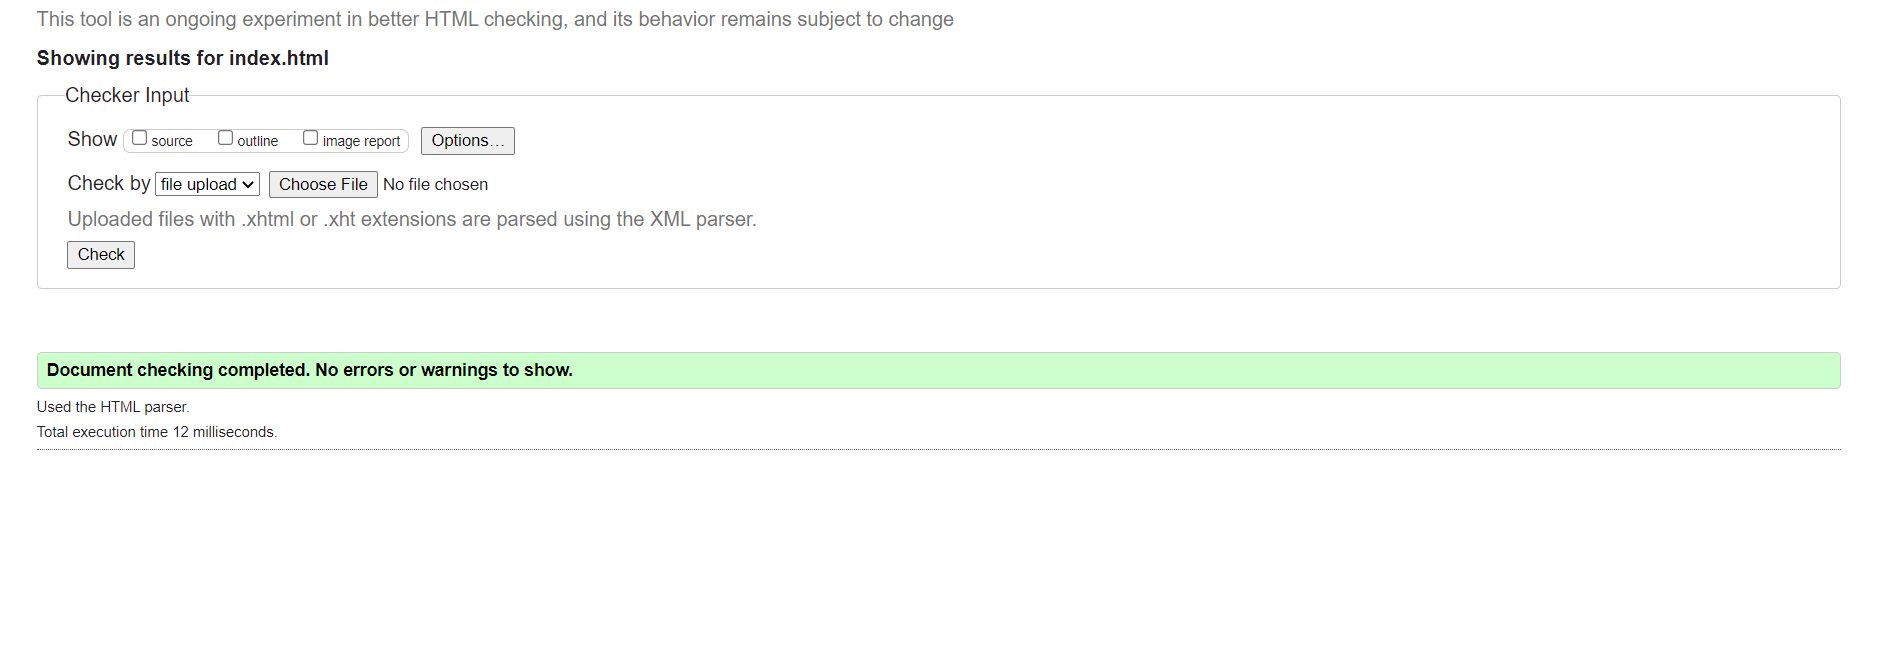 This tool is an ongoing experiment in better HTML checking, and its behavior remains subject to change
Showing results for index.html
Checker Input
Show source outline image report Options…
Check by file upload Choose File No file chosen
Uploaded files with .xhtml or .xht extensions are parsed using the XML parser.
Check
Document checking completed. No errors or warnings to show.
Used the HTML parser.
Total execution time 12 milliseconds.